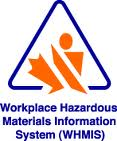 Workplace Hazardous
Materials Information
System (WHMIS)